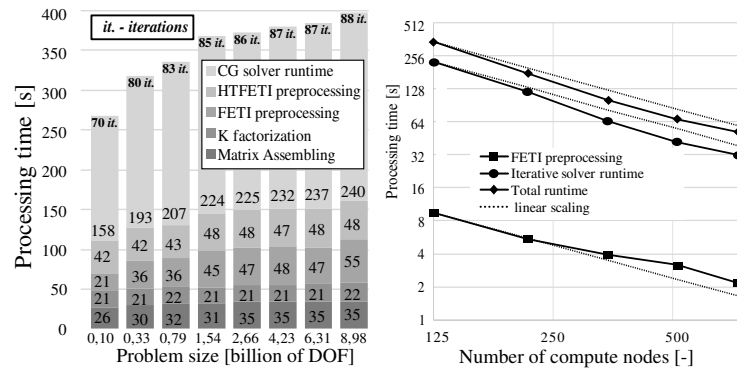 it. - iterations
Processing time [s]
400
350
300
250
200
150
100
50
0
70 it.
80 it.
83 it.
85 it.
86 it.
87 it.
87 it.
88 it.
CG solver runtime
HTFETI preprocessing
FETI preprocessing
K factorization
Matrix Assembling
158 193 207 224 225 232 237 240
42 42 43 48 48 47 48 48
21 36 36 45 47 48 47 55
21 21 22 21 21 21 21 22
26 30 32 31 35 35 35 35
0,10 0,33 0,79 1,54 2,66 4,23 6,31 8,98
Problem size [billion of DOF]
Processing time [s]
512
256
128
64
32
16
8
4
2
1
FETI preprocessing
Iterative solver runtime
Total runtime
linear scaling
125 250 500
Number of compute nodes [-]